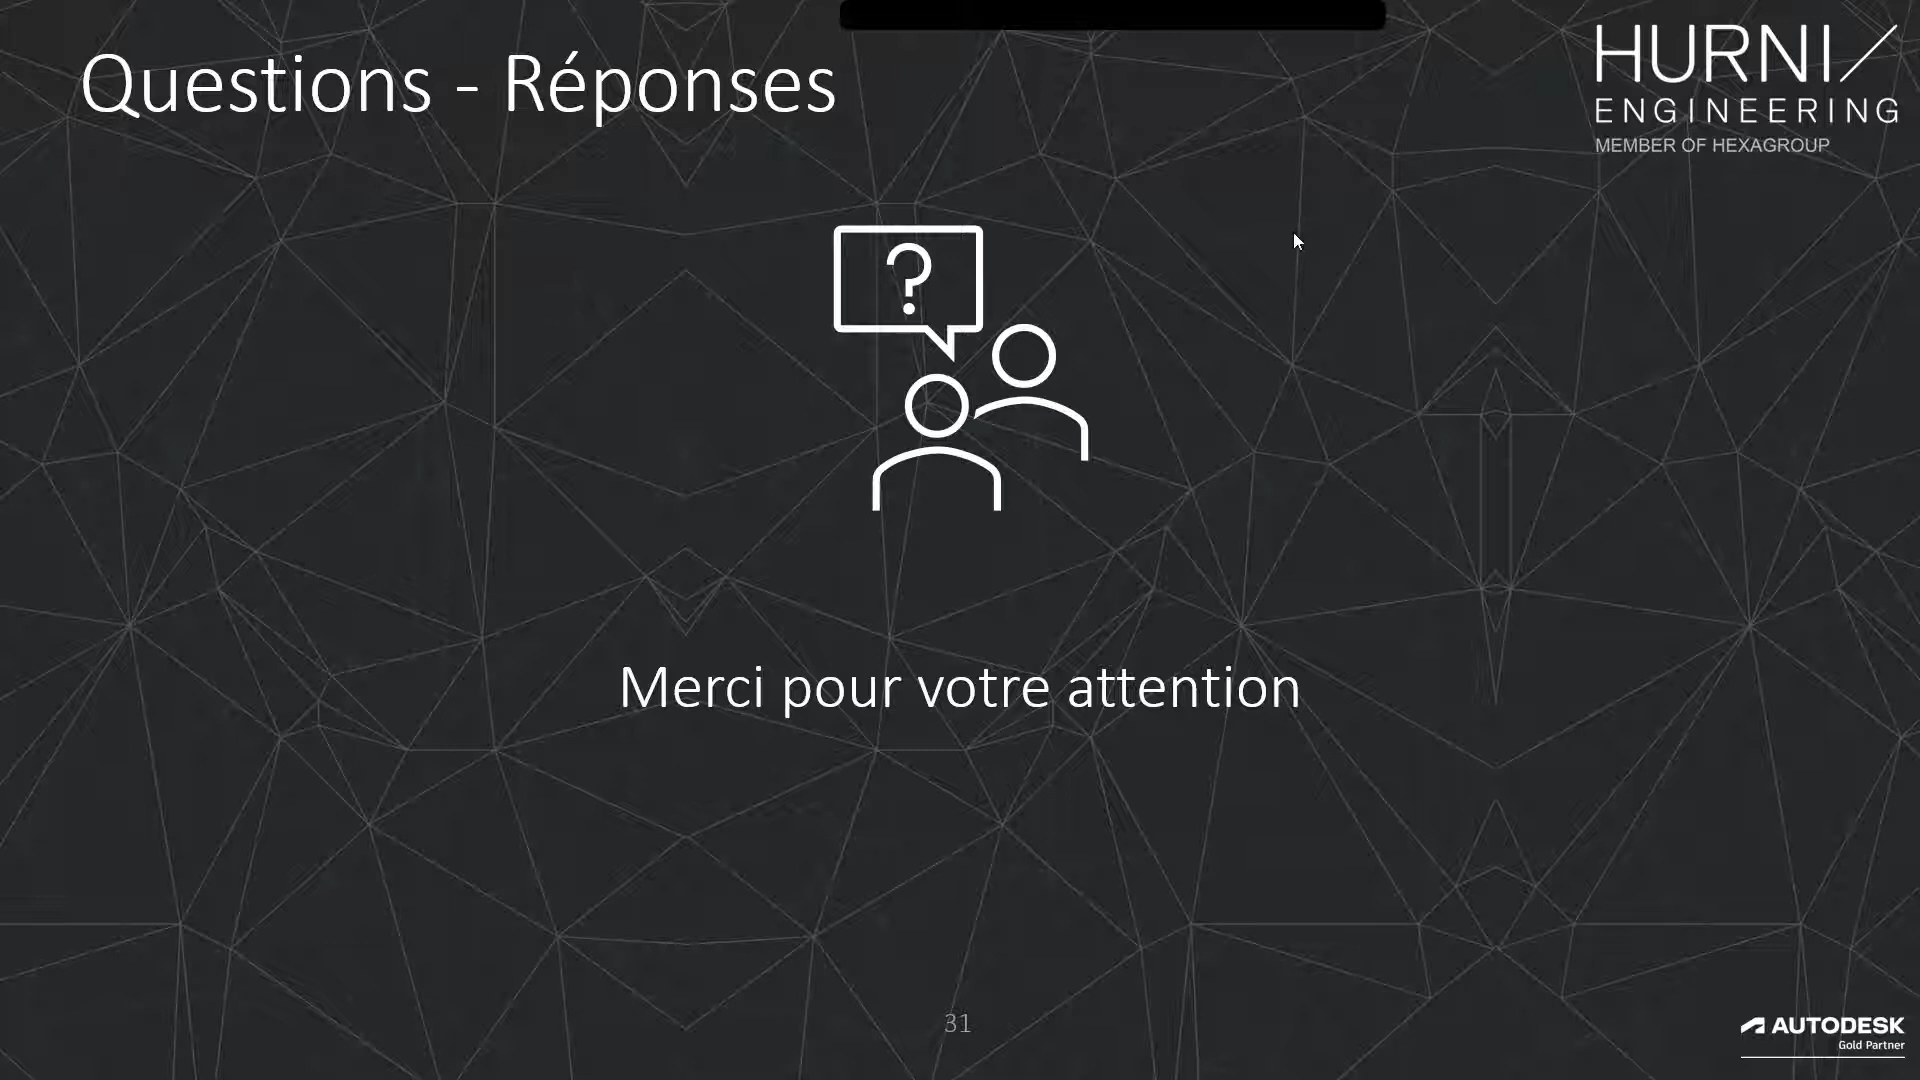 Questions - Réponses
HURNI
ENGINEERING
MEMBER OF HEXAGROUP
?
Merci pour votre attention
31
AUTODESK
Gold Partner